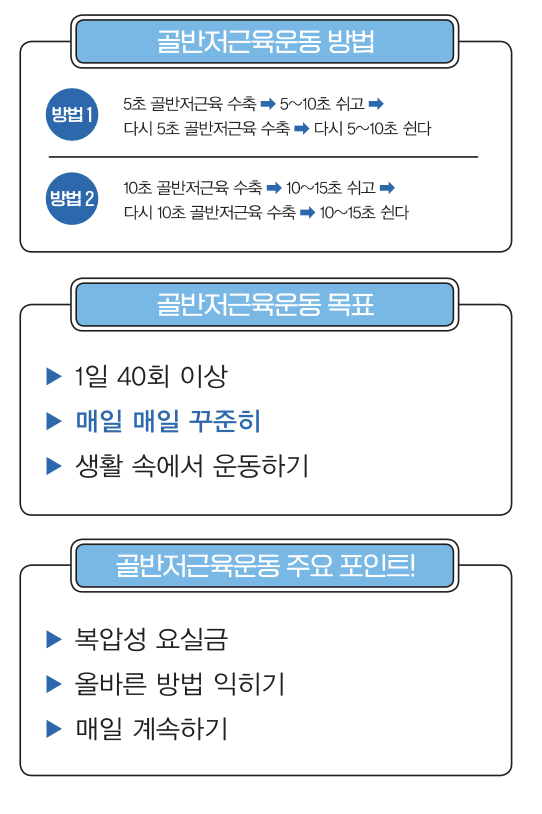 골반저근육운동 방법
방법 1
5초 골반저근육 수축 ➡ 5~10초 쉬고 ➡
다시 5초 골반저근육 수축 ➡ 다시 5~10초 쉰다
방법 2
10초 골반저근육 수축 ➡ 10~15초 쉬고 ➡
다시 10초 골반저근육 수축 ➡ 10~15초 쉰다
골반저근육운동 목표
▶ 1일 40회 이상
▶ 매일 매일 꾸준히
▶ 생활 속에서 운동하기
골반저근육운동 주요 포인트!
▶ 복압성 요실금
▶ 올바른 방법 익히기
▶ 매일 계속하기